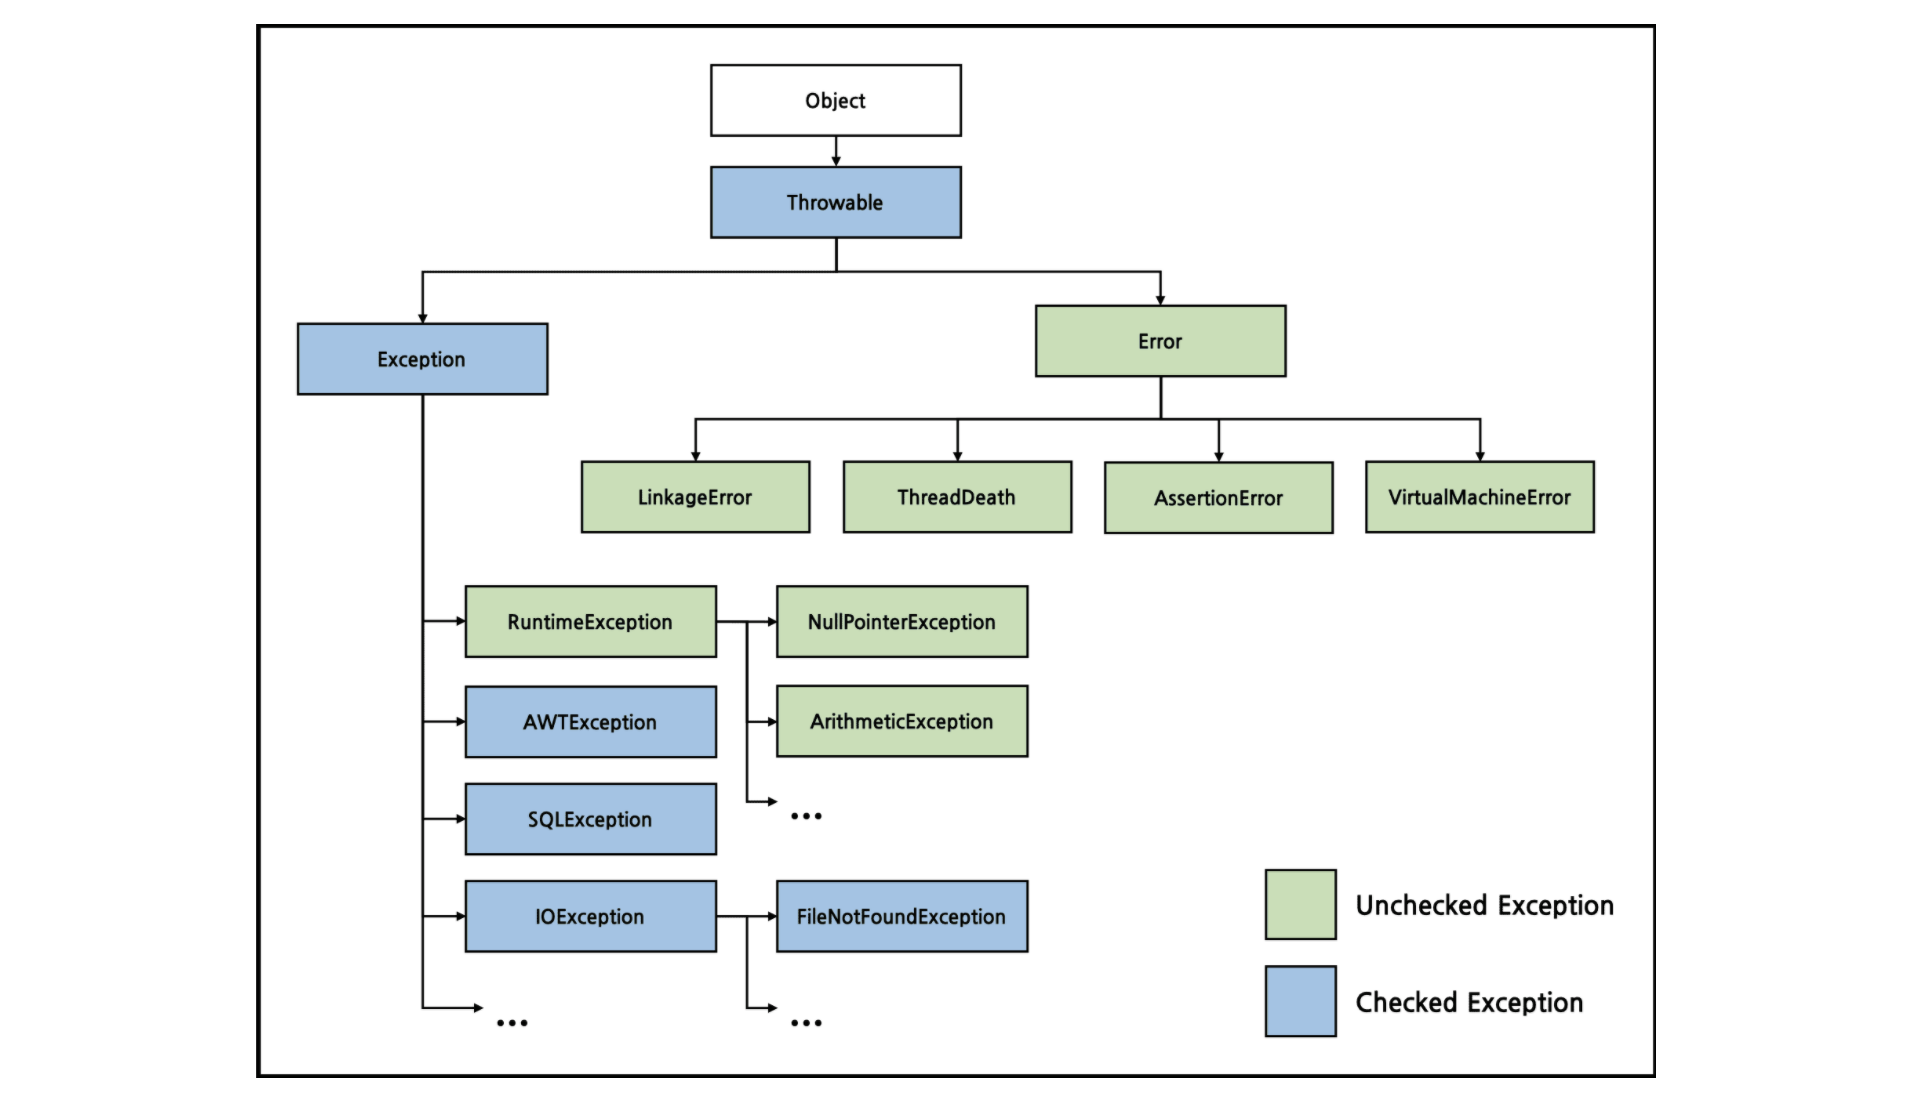 Object
Throwable
Exception
Error
LinkageError
ThreadDeath
AssertionError
VirtualMachineError
RuntimeException
NullPointerException
AWTException
ArithmeticException
SQLException
...
IOException
FileNotFoundException
...
...
Unchecked Exception
Checked Exception